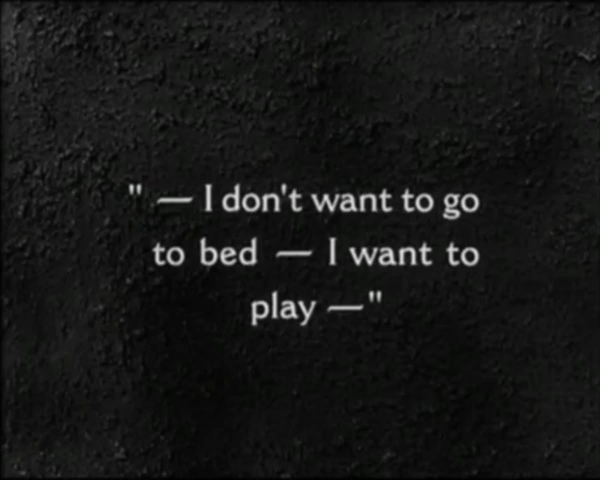 " — I don't want to go
to bed — I want to
play —"